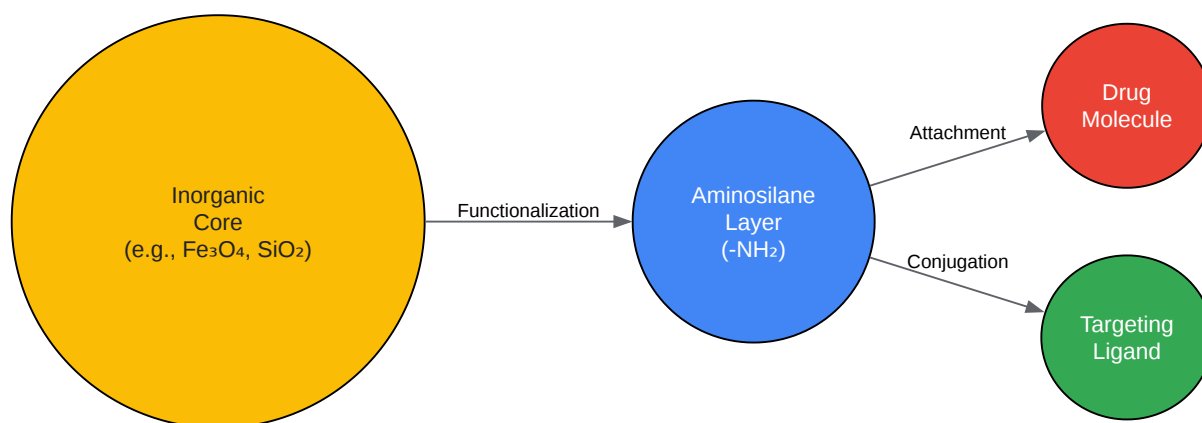 Inorganic
Core
(e.g., Fe₃O₄, SiO₂)
Functionalization
Aminosilane
Layer
(-NH₂)
Attachment
Drug
Molecule
Conjugation
Targeting
Ligand